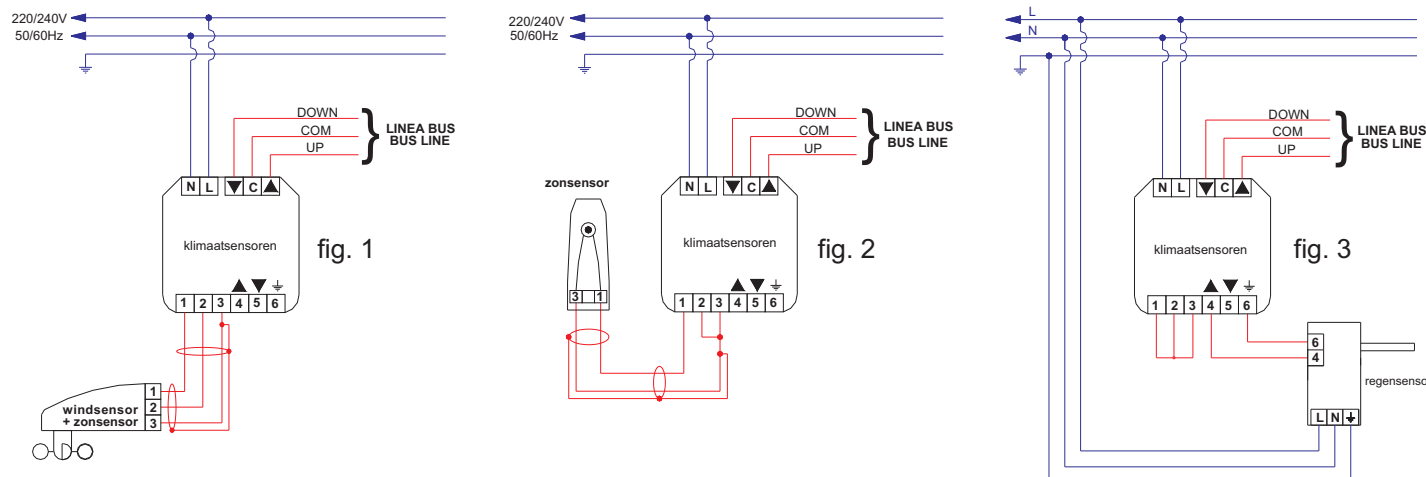 220/240V
50/60Hz
DOWN
COM
UP
LINEA BUS
BUS LINE
N L ▼ C ▲
klimaatsensoren
fig. 1
▲ ▼ ⏚
1 2 3 4 5 6
1
windsensor 2
+ zonsensor 3
220/240V
50/60Hz
DOWN
COM
UP
LINEA BUS
BUS LINE
zonsensor
N L ▼ C ▲
klimaatsensoren
fig. 2
▲ ▼ ⏚
3 1
1 2 3 4 5 6
L
N
DOWN
COM
UP
LINEA BUS
BUS LINE
N L ▼ C ▲
klimaatsensoren
fig. 3
▲ ▼ ⏚
1 2 3 4 5 6
6
4
regensenso
L N ⏚